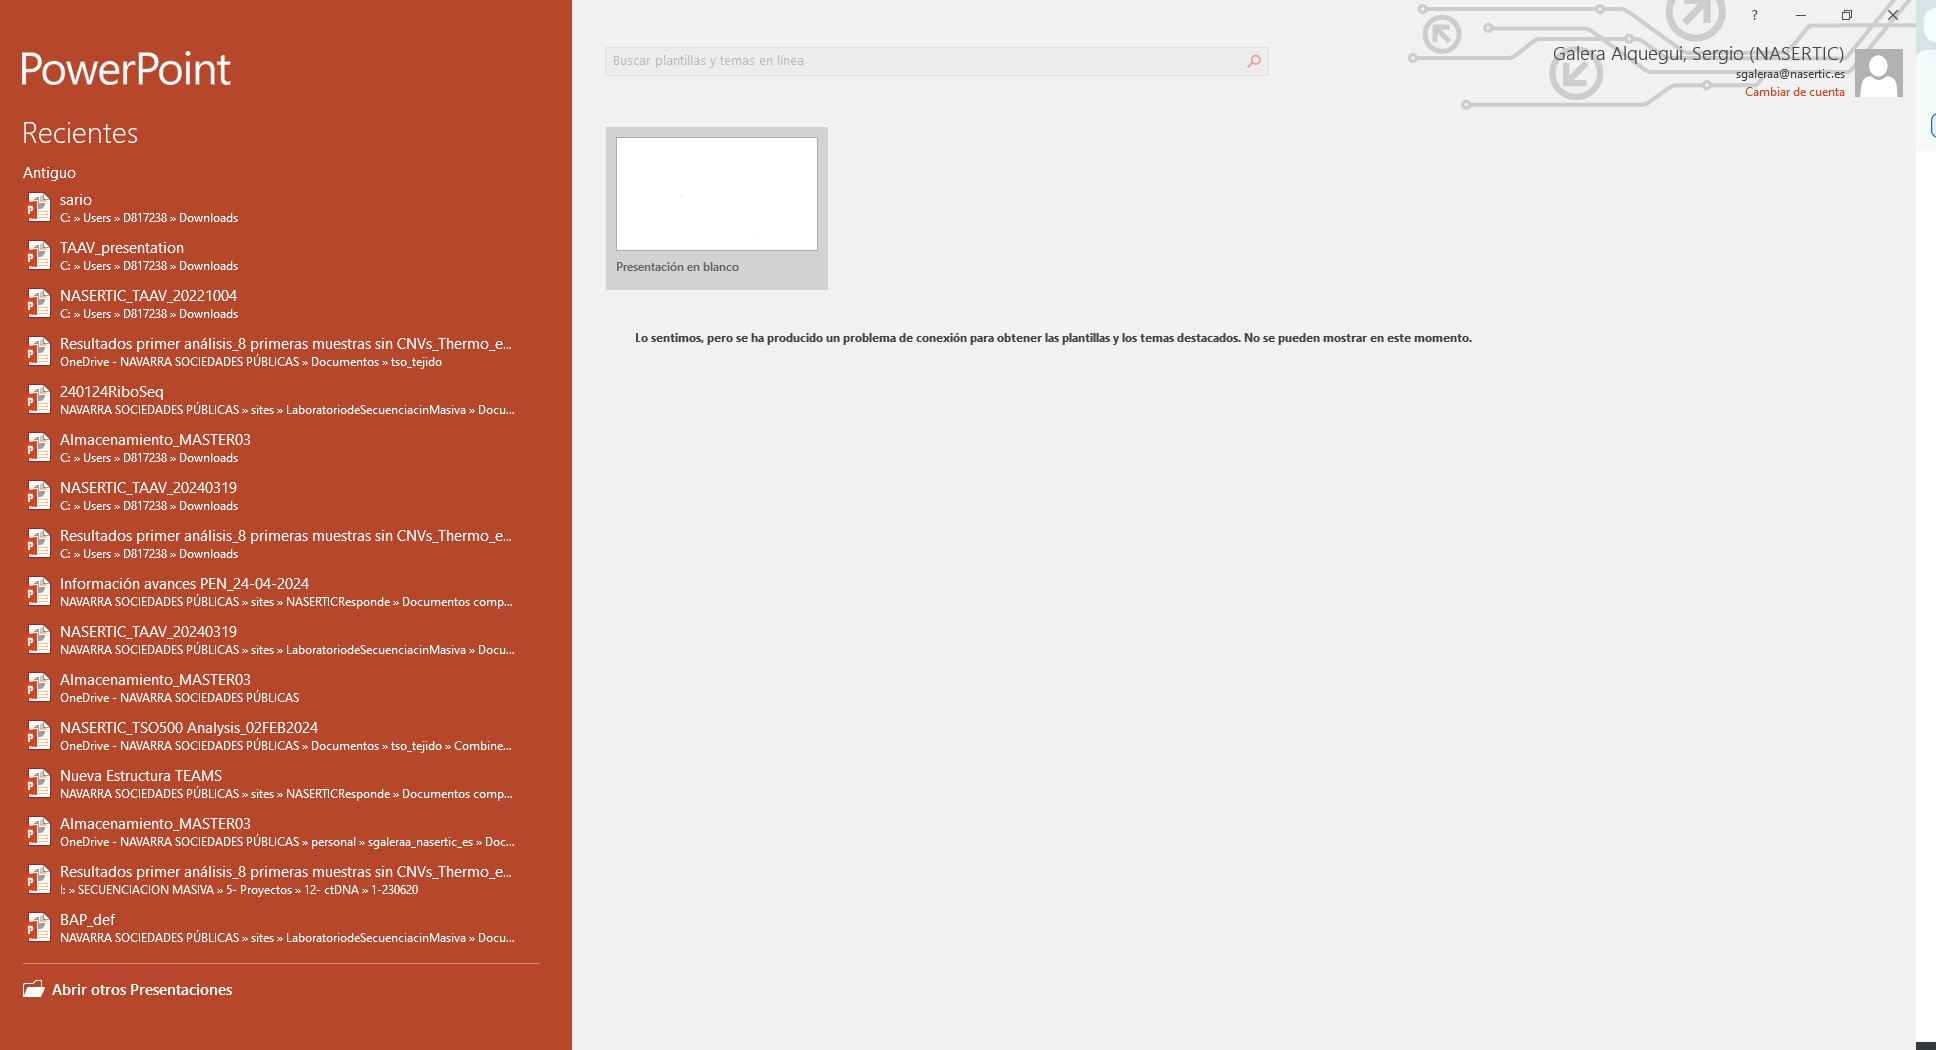 PowerPoint
Recientes
Antiguo
sario
C: » Users » D817238 » Downloads
TAAV_presentation
C: » Users » D817238 » Downloads
NASERTIC_TAAV_20221004
C: » Users » D817238 » Downloads
Resultados primer análisis_8 primeras muestras sin CNVs_Thermo_e...
OneDrive - NAVARRA SOCIEDADES PÚBLICAS » Documentos » tso_tejido
240124RiboSeq
NAVARRA SOCIEDADES PÚBLICAS » sites » LaboratoriodeSecuenciacinMasiva » Docu...
Almacenamiento_MASTER03
C: » Users » D817238 » Downloads
NASERTIC_TAAV_20240319
C: » Users » D817238 » Downloads
Resultados primer análisis_8 primeras muestras sin CNVs_Thermo_e...
C: » Users » D817238 » Downloads
Información avances PEN_24-04-2024
NAVARRA SOCIEDADES PÚBLICAS » sites » NASERTICResponde » Documentos comp...
NASERTIC_TAAV_20240319
NAVARRA SOCIEDADES PÚBLICAS » sites » LaboratoriodeSecuenciacinMasiva » Docu...
Almacenamiento_MASTER03
OneDrive - NAVARRA SOCIEDADES PÚBLICAS
NASERTIC_TSO500 Analysis_02FEB2024
OneDrive - NAVARRA SOCIEDADES PÚBLICAS » Documentos » tso_tejido » Combine...
Nueva Estructura TEAMS
NAVARRA SOCIEDADES PÚBLICAS » sites » NASERTICResponde » Documentos comp...
Almacenamiento_MASTER03
OneDrive - NAVARRA SOCIEDADES PÚBLICAS » personal » sgaleraa_nasertic_es » Doc...
Resultados primer análisis_8 primeras muestras sin CNVs_Thermo_e...
I: » SECUENCIACION MASIVA » 5- Proyectos » 12- ctDNA » 1-230620
BAP_def
NAVARRA SOCIEDADES PÚBLICAS » sites » LaboratoriodeSecuenciacinMasiva » Docu...
Abrir otros Presentaciones
Buscar plantillas y temas en línea
?
Galera Alquegui, Sergio (NASERTIC)
sgaleraa@nasertic.es
Cambiar de cuenta
Presentación en blanco
Lo sentimos, pero se ha producido un problema de conexión para obtener las plantillas y los temas destacados. No se pueden mostrar en este momento.